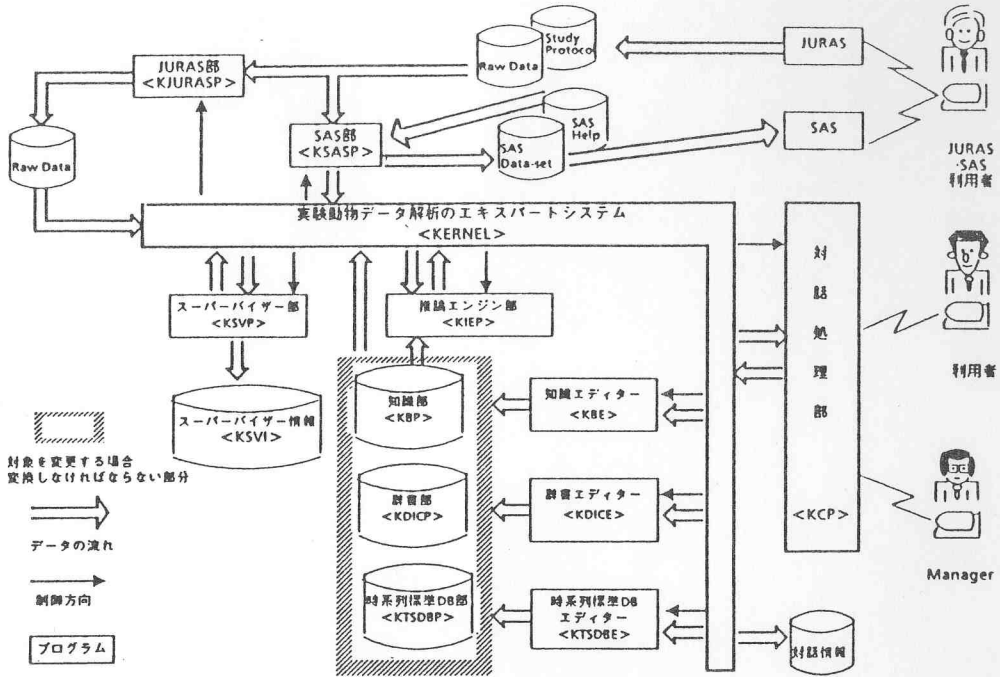 Study
Protocol
Raw Data
JURAS
JURAS部
<KJURASP>
SAS部
<KSASP>
SAS
Help
SAS
Data-set
SAS
Raw Data
JURAS
·SAS
利用者
実験動物データ解析のエキスパートシステム
<KERNEL>
対話処理部
<KCP>
スーパーバイザー部
<KSVP>
推論エンジン部
<KIEP>
利用者
スーパーバイザー情報
<KSVI>
知識部
<KBP>
知識エディター
<KBE>
対象を変更する場合
変換しなければならない部分
辞書部
<KDICP>
辞書エディター
<KDICE>
データの流れ
Manager
制御方向
時系列標準DB部
<KTSDBP>
時系列標準DB
エディター
<KTSDBE>
対話情報
プログラム